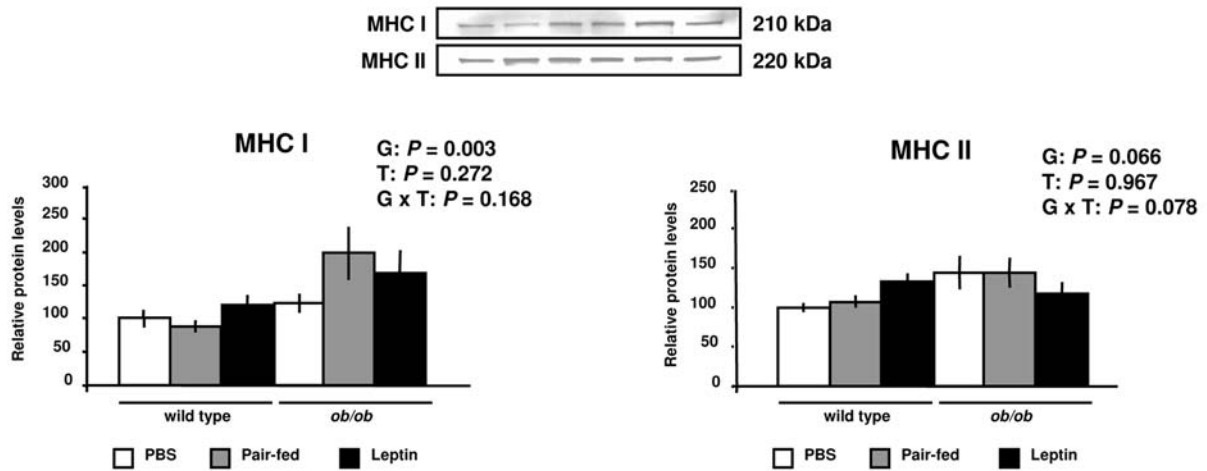 MHC I 210 kDa
MHC II 220 kDa
MHC I
G: P = 0.003
T: P = 0.272
G x T: P = 0.168
Relative protein levels
300
250
200
150
100
50
0
wild type ob/ob
PBS Pair-fed Leptin
MHC II
G: P = 0.066
T: P = 0.967
G x T: P = 0.078
Relative protein levels
250
200
150
100
50
0
wild type ob/ob
PBS Pair-fed Leptin